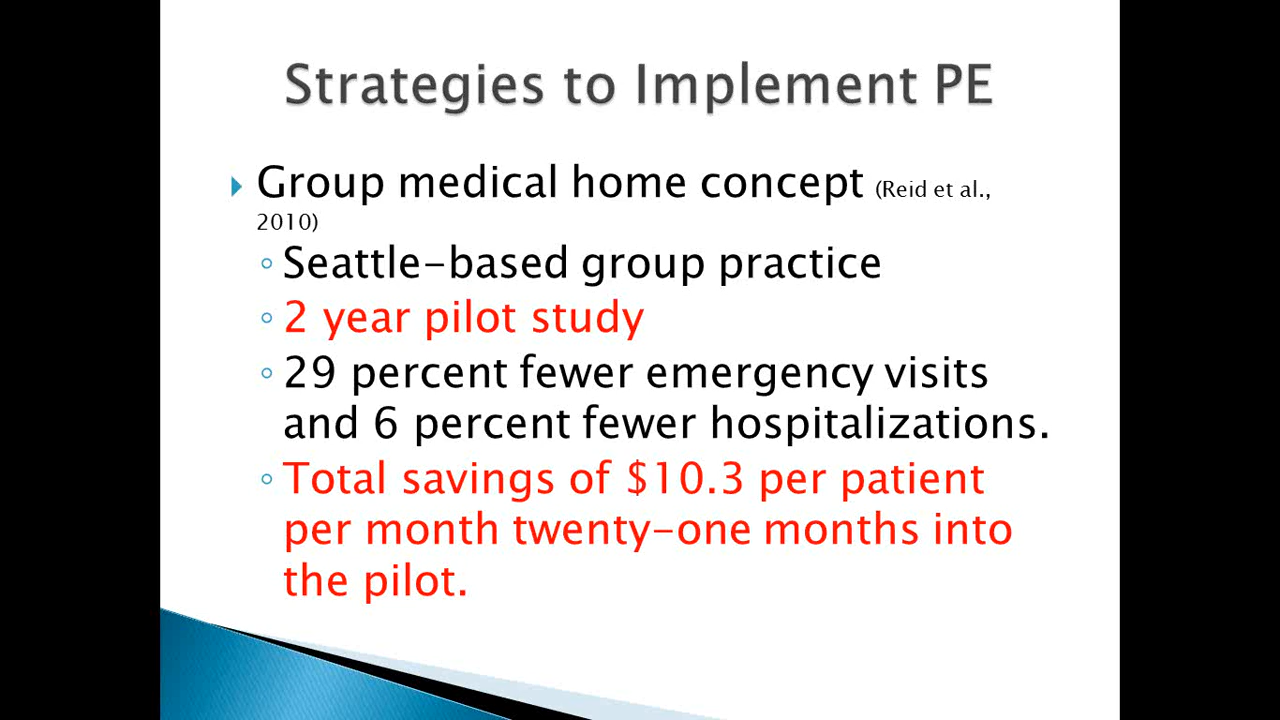 Strategies to Implement PE
Group medical home concept (Reid et al.,
2010)
Seattle-based group practice
2 year pilot study
29 percent fewer emergency visits
and 6 percent fewer hospitalizations.
Total savings of $10.3 per patient
per month twenty-one months into
the pilot.